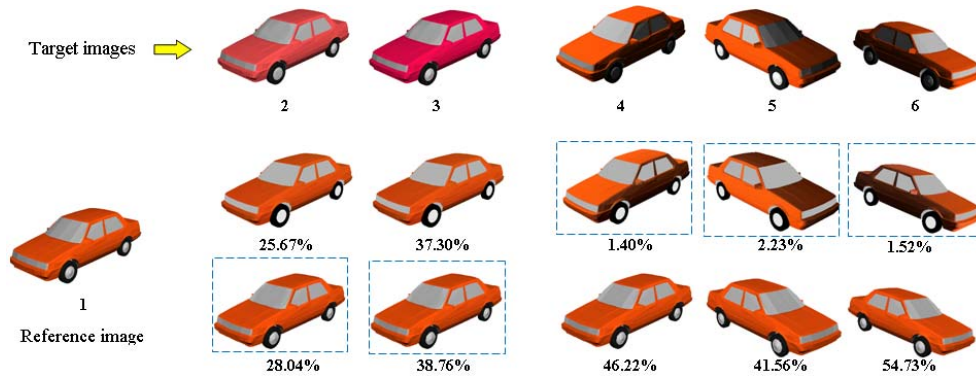 Target images
2 3 4 5 6
25.67% 37.30% 1.40% 2.23% 1.52%
1
Reference image
28.04% 38.76% 46.22% 41.56% 54.73%